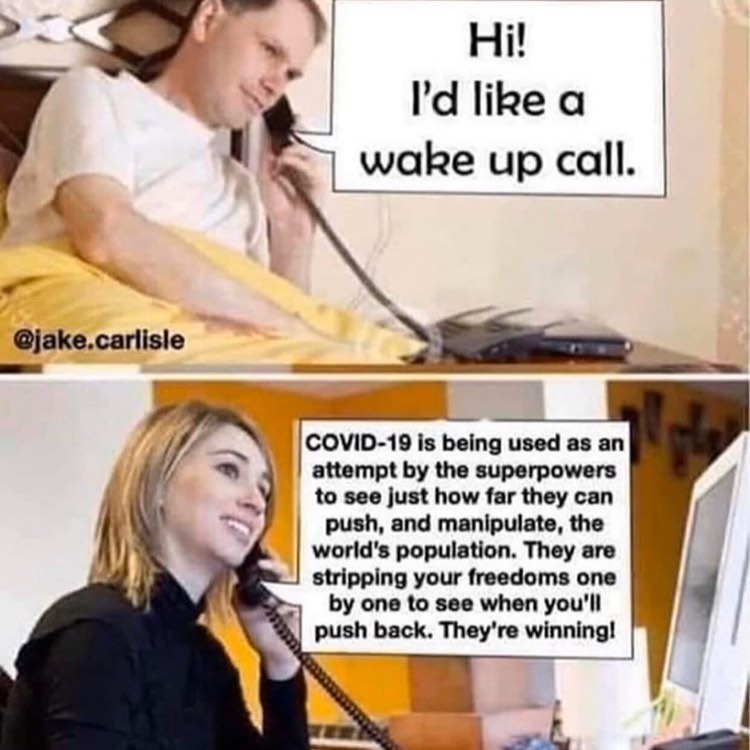 Hi!
I'd like a
wake up call.
@jake.carlisle
COVID-19 is being used as an
attempt by the superpowers
to see just how far they can
push, and manipulate, the
world's population. They are
stripping your freedoms one
by one to see when you'll
push back. They're winning!